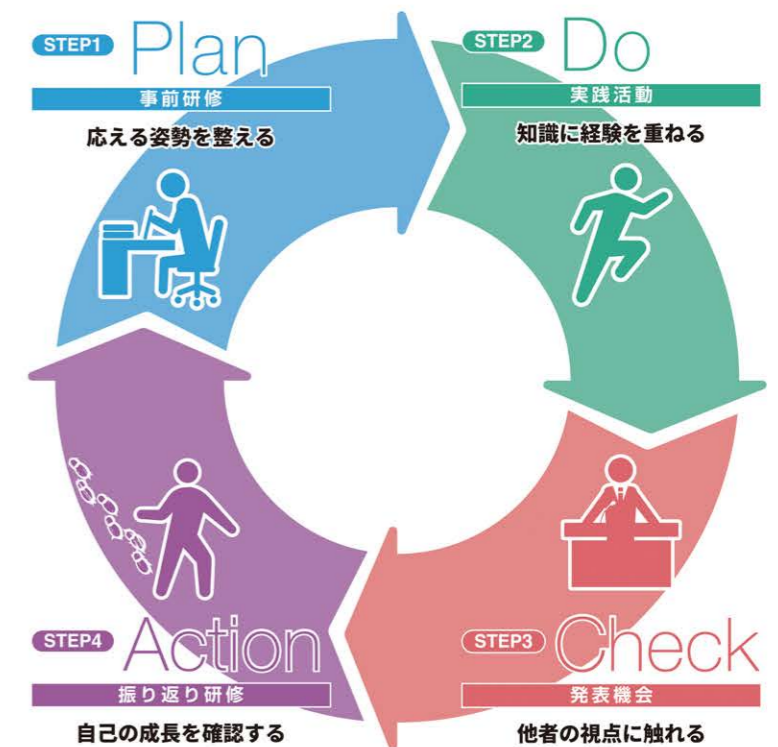 STEP1 Plan
事前研修
応える姿勢を整える
STEP2 Do
実践活動
知識に経験を重ねる
STEP3 Check
発表機会
他者の視点に触れる
STEP4 Action
振り返り研修
自己の成長を確認する